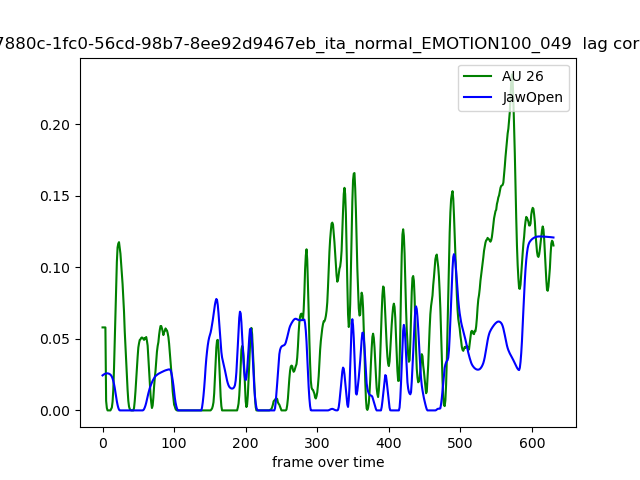 7880c-1fc0-56cd-98b7-8ee92d9467eb_ita_normal_EMOTION100_049 lag cor
AU 26
JawOpen
0.20
0.15
0.10
0.05
0.00
0 100 200 300 400 500 600
frame over time